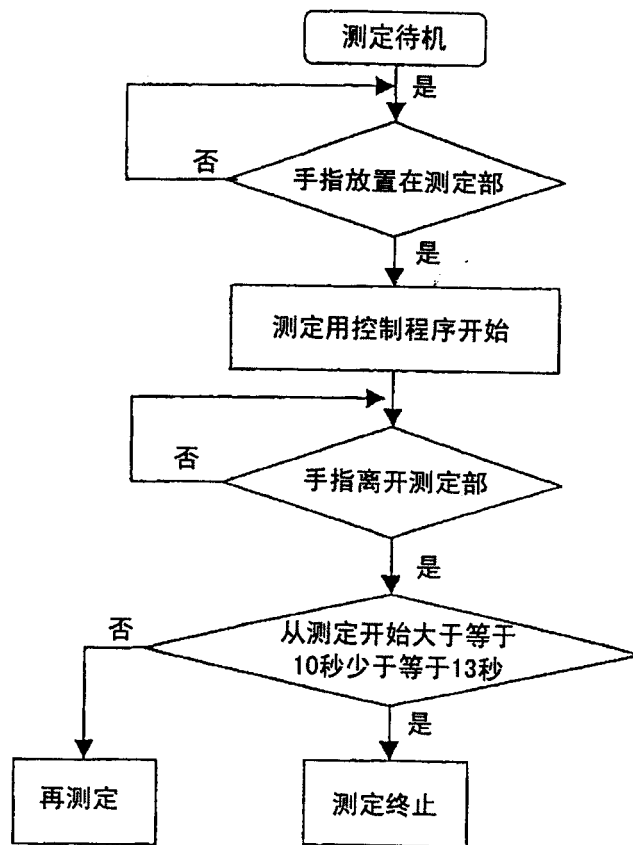 测定待机
是
否
手指放置在测定部
是
测定用控制程序开始
否
手指离开测定部
是
否
从测定开始大于等于
10秒少于等于13秒
是
再测定
测定终止